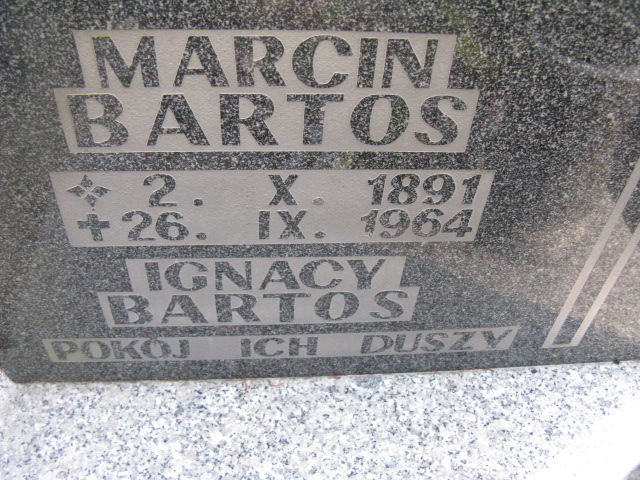 MARCIN
BARTOS
2. X. 1891
✝26. IX. 1964
IGNACY
BARTOS
POKÓJ ICH DUSZY